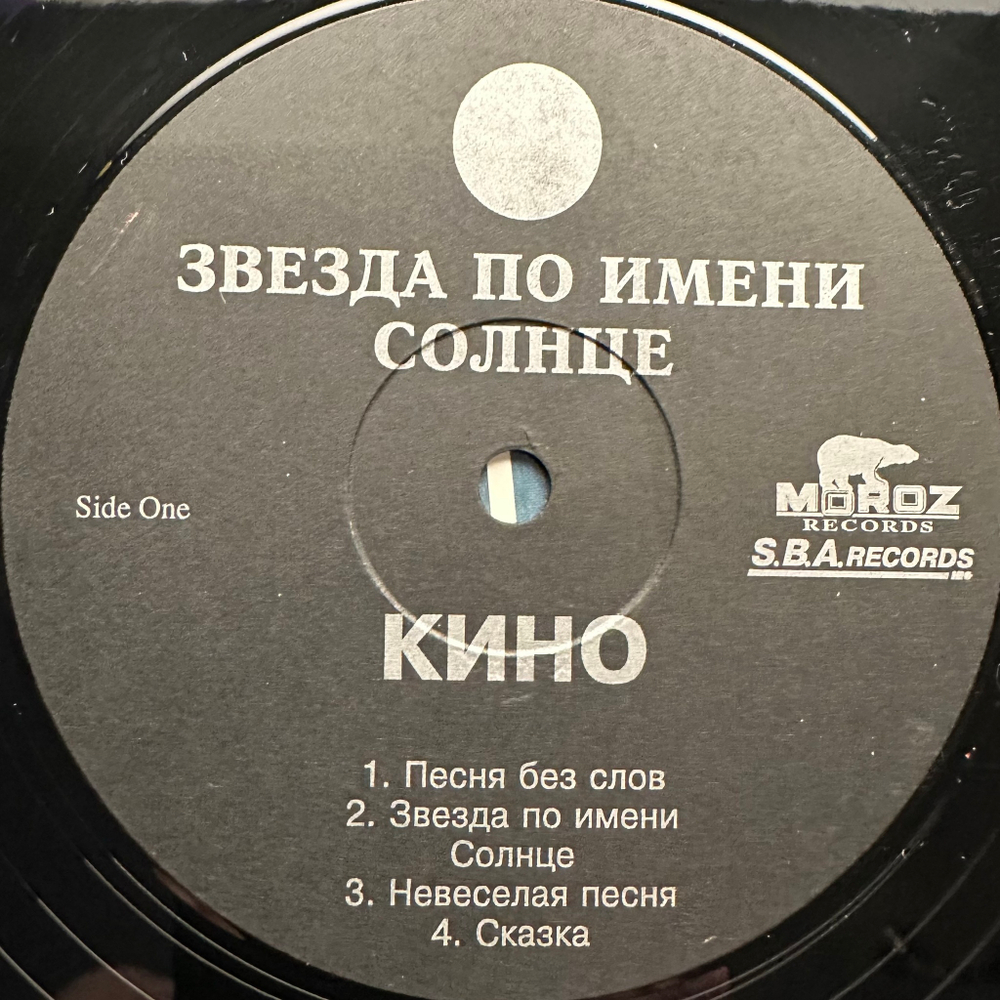 ЗВЕЗДА ПО ИМЕНИ
СОЛНЦЕ
Side One
MOROZ
RECORDS
S.B.A. RECORDS
КИНО
1. Песня без слов
2. Звезда по имени
Солнце
3. Невеселая песня
4. Сказка